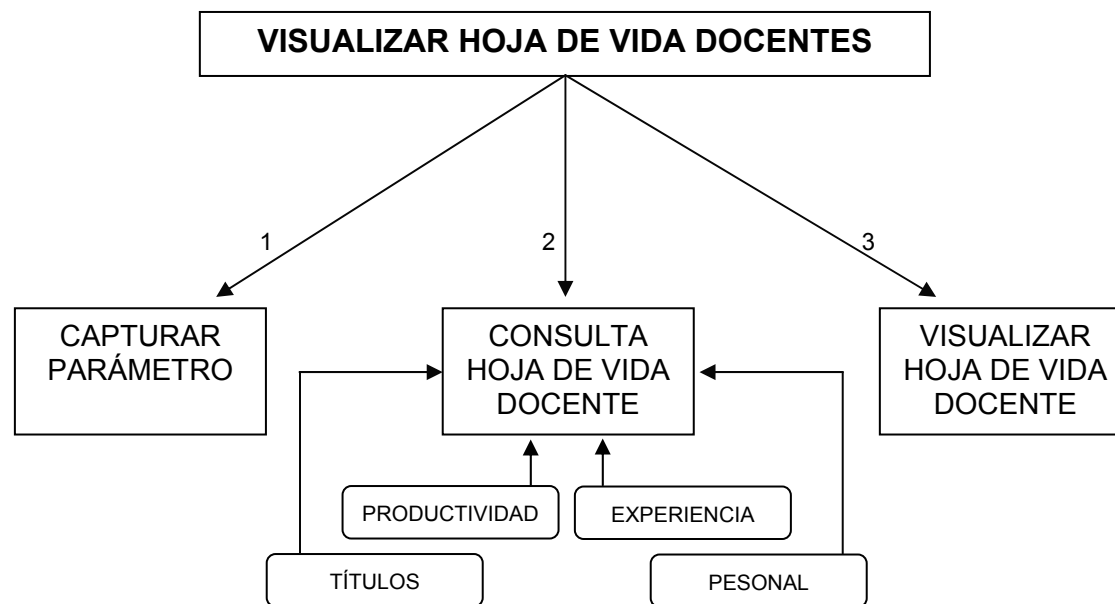 VISUALIZAR HOJA DE VIDA DOCENTES
1
2
3
CAPTURAR
PARÁMETRO
CONSULTA
HOJA DE VIDA
DOCENTE
VISUALIZAR
HOJA DE VIDA
DOCENTE
PRODUCTIVIDAD
EXPERIENCIA
TÍTULOS
PESONAL